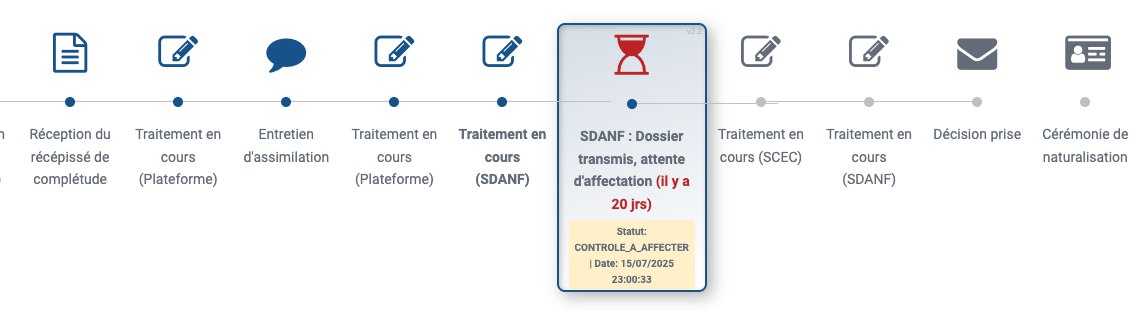 v2.2
n
)
Réception du
récépissé de
complétude
Traitement en
cours
(Plateforme)
Entretien
d'assimilation
Traitement en
cours
(Plateforme)
Traitement en
cours
(SDANF)
SDANF : Dossier
transmis, attente
d'affectation (il y a
20 jrs)
Statut:
CONTROLE_A_AFFECTER
| Date: 15/07/2025
23:00:33
Traitement en
cours (SCEC)
Traitement en
cours
(SDANF)
Décision prise
Cérémonie de
naturalisation